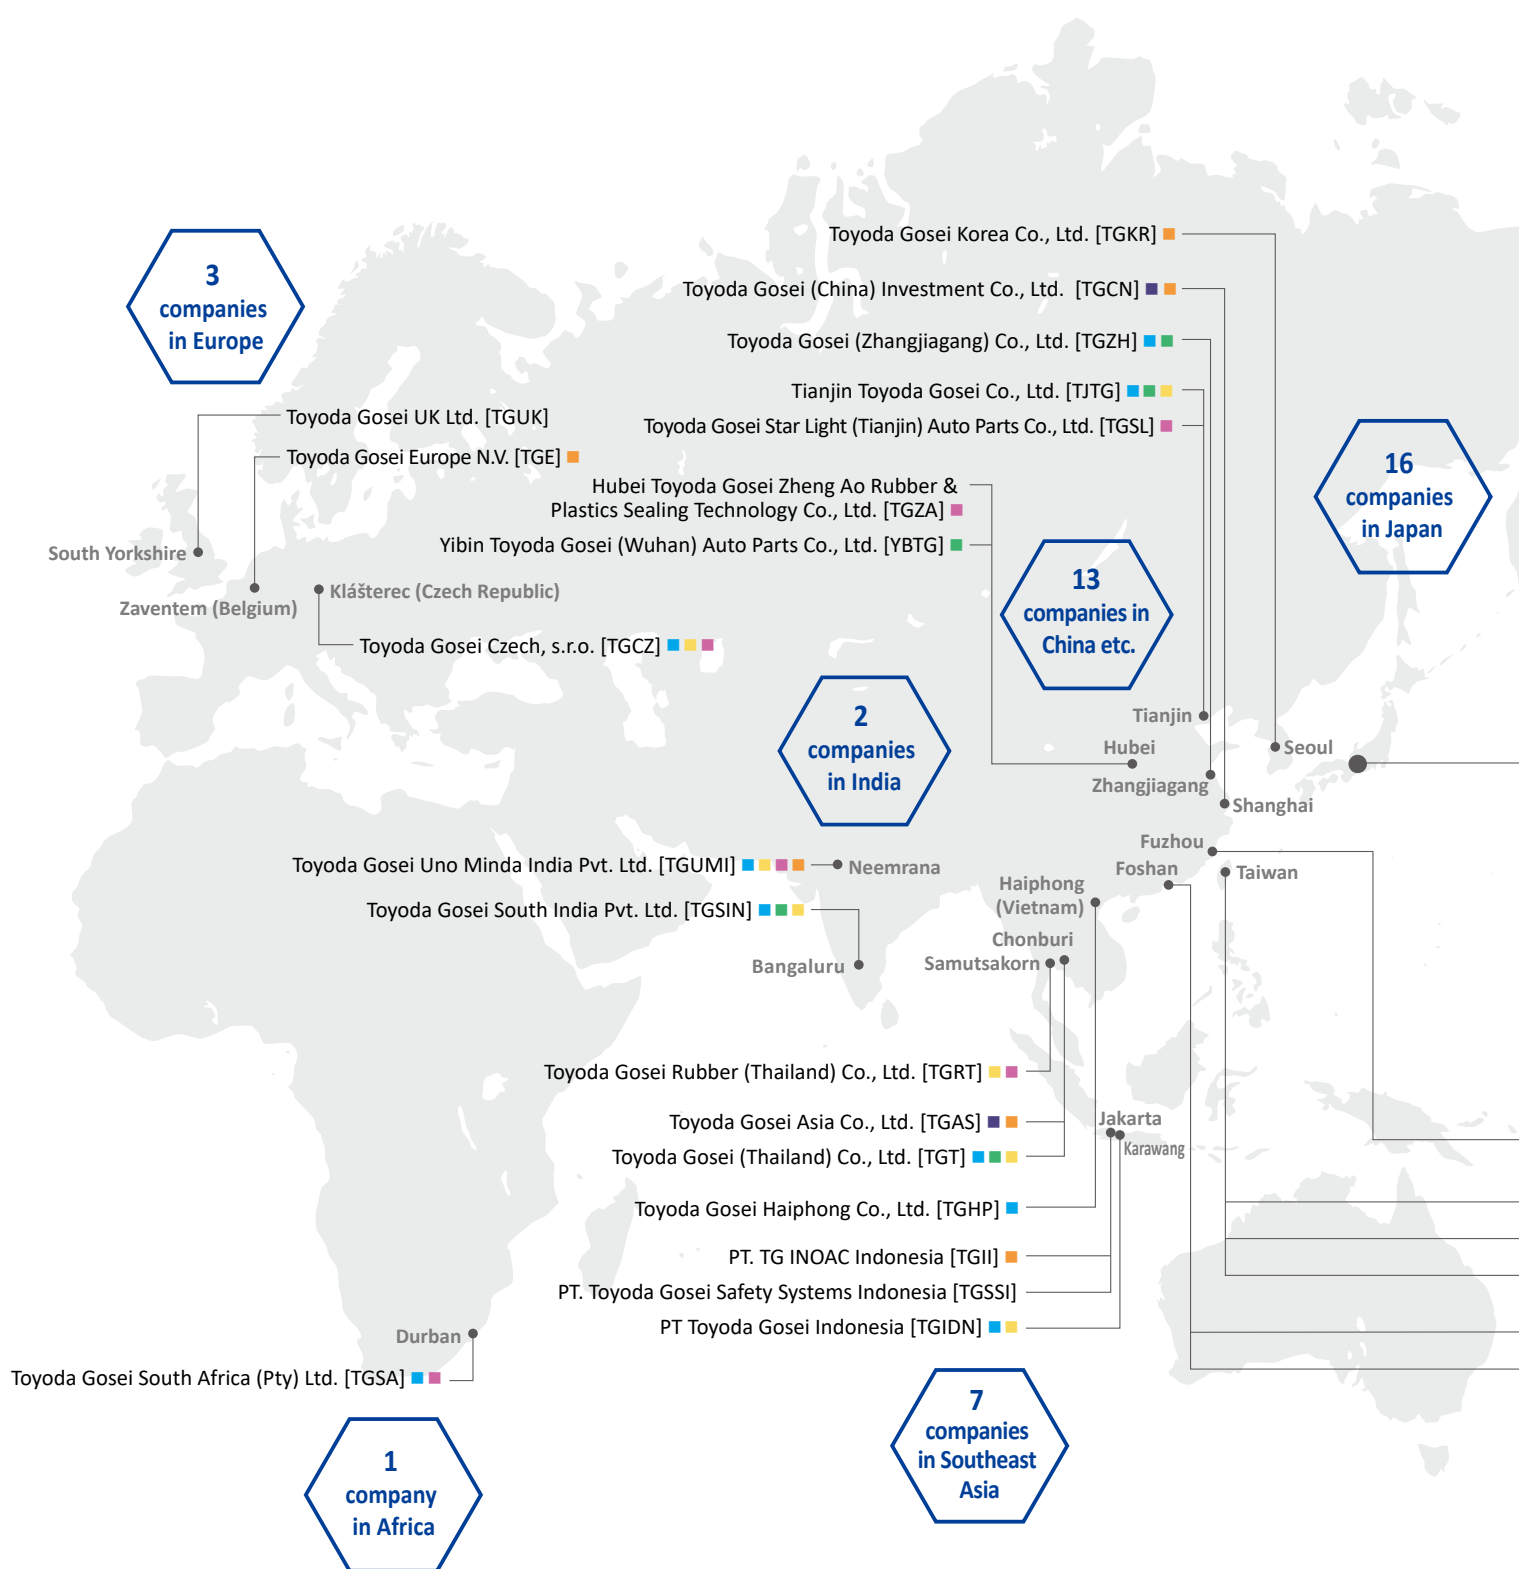 Toyoda Gosei Korea Co., Ltd. [TGKR]
3
companies
in Europe
Toyoda Gosei (China) Investment Co., Ltd. [TGCN]
Toyoda Gosei (Zhangjiagang) Co., Ltd. [TGZH]
Tianjin Toyoda Gosei Co., Ltd. [TJTG]
Toyoda Gosei Star Light (Tianjin) Auto Parts Co., Ltd. [TGSL]
Toyoda Gosei UK Ltd. [TGUK]
Toyoda Gosei Europe N.V. [TGE]
16
companies
in Japan
Hubei Toyoda Gosei Zheng Ao Rubber &
Plastics Sealing Technology Co., Ltd. [TGZA]
Yibin Toyoda Gosei (Wuhan) Auto Parts Co., Ltd. [YBTG]
South Yorkshire
Zaventem (Belgium)
Klášterec (Czech Republic)
13
companies in
China etc.
Toyoda Gosei Czech, s.r.o. [TGCZ]
2
companies
in India
Tianjin
Hubei
Seoul
Zhangjiagang
Shanghai
Fuzhou
Foshan
Taiwan
Toyoda Gosei Uno Minda India Pvt. Ltd. [TGUMI]
Neemrana
Haiphong
(Vietnam)
Toyoda Gosei South India Pvt. Ltd. [TGSIN]
Chonburi
Samutsakorn
Bangaluru
Toyoda Gosei Rubber (Thailand) Co., Ltd. [TGRT]
Toyoda Gosei Asia Co., Ltd. [TGAS]
Jakarta
Karawang
Toyoda Gosei (Thailand) Co., Ltd. [TGT]
Toyoda Gosei Haiphong Co., Ltd. [TGHP]
PT. TG INOAC Indonesia [TGII]
PT. Toyoda Gosei Safety Systems Indonesia [TGSSI]
PT Toyoda Gosei Indonesia [TGIDN]
Durban
Toyoda Gosei South Africa (Pty) Ltd. [TGSA]
7
companies
in Southeast
Asia
1
company
in Africa